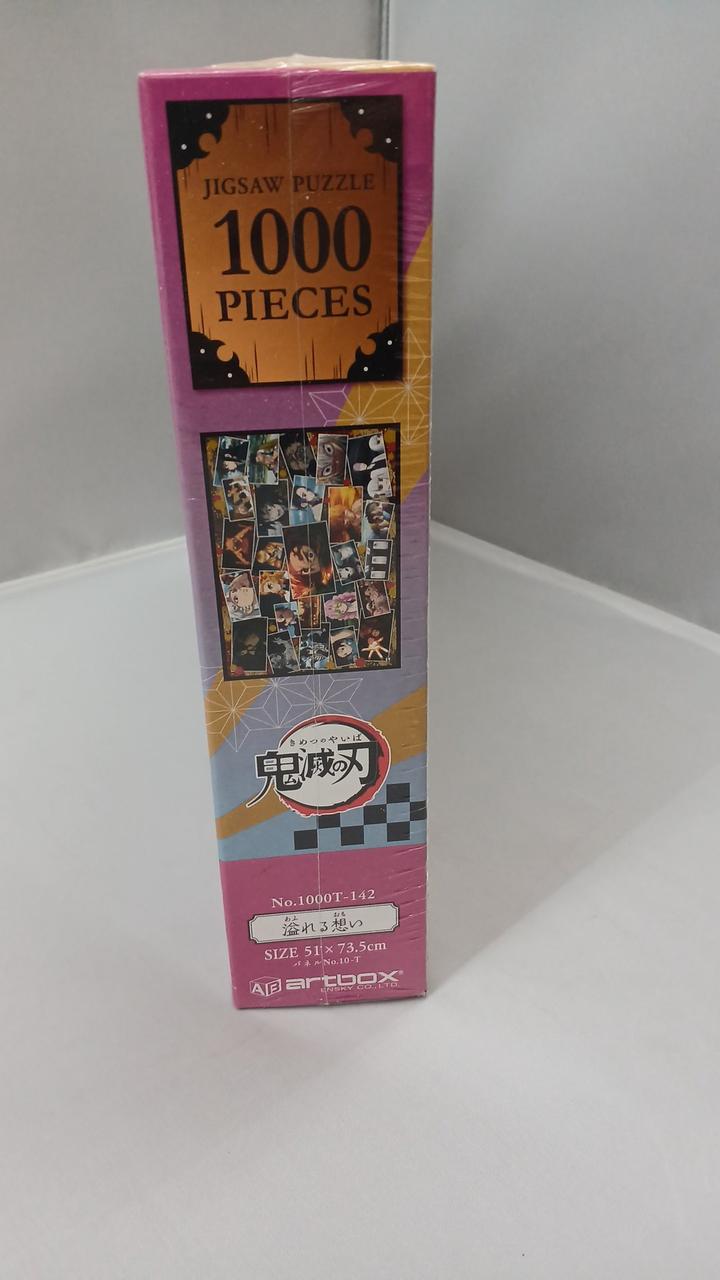 JIGSAW PUZZLE
1000
PIECES
きめつのやいば
鬼滅の刃
No.1000T-142
あふ おも
溢れる想い
SIZE 51×73.5cm
パネルNo.10-T
AB artbox®
ENSKY CO., LTD.